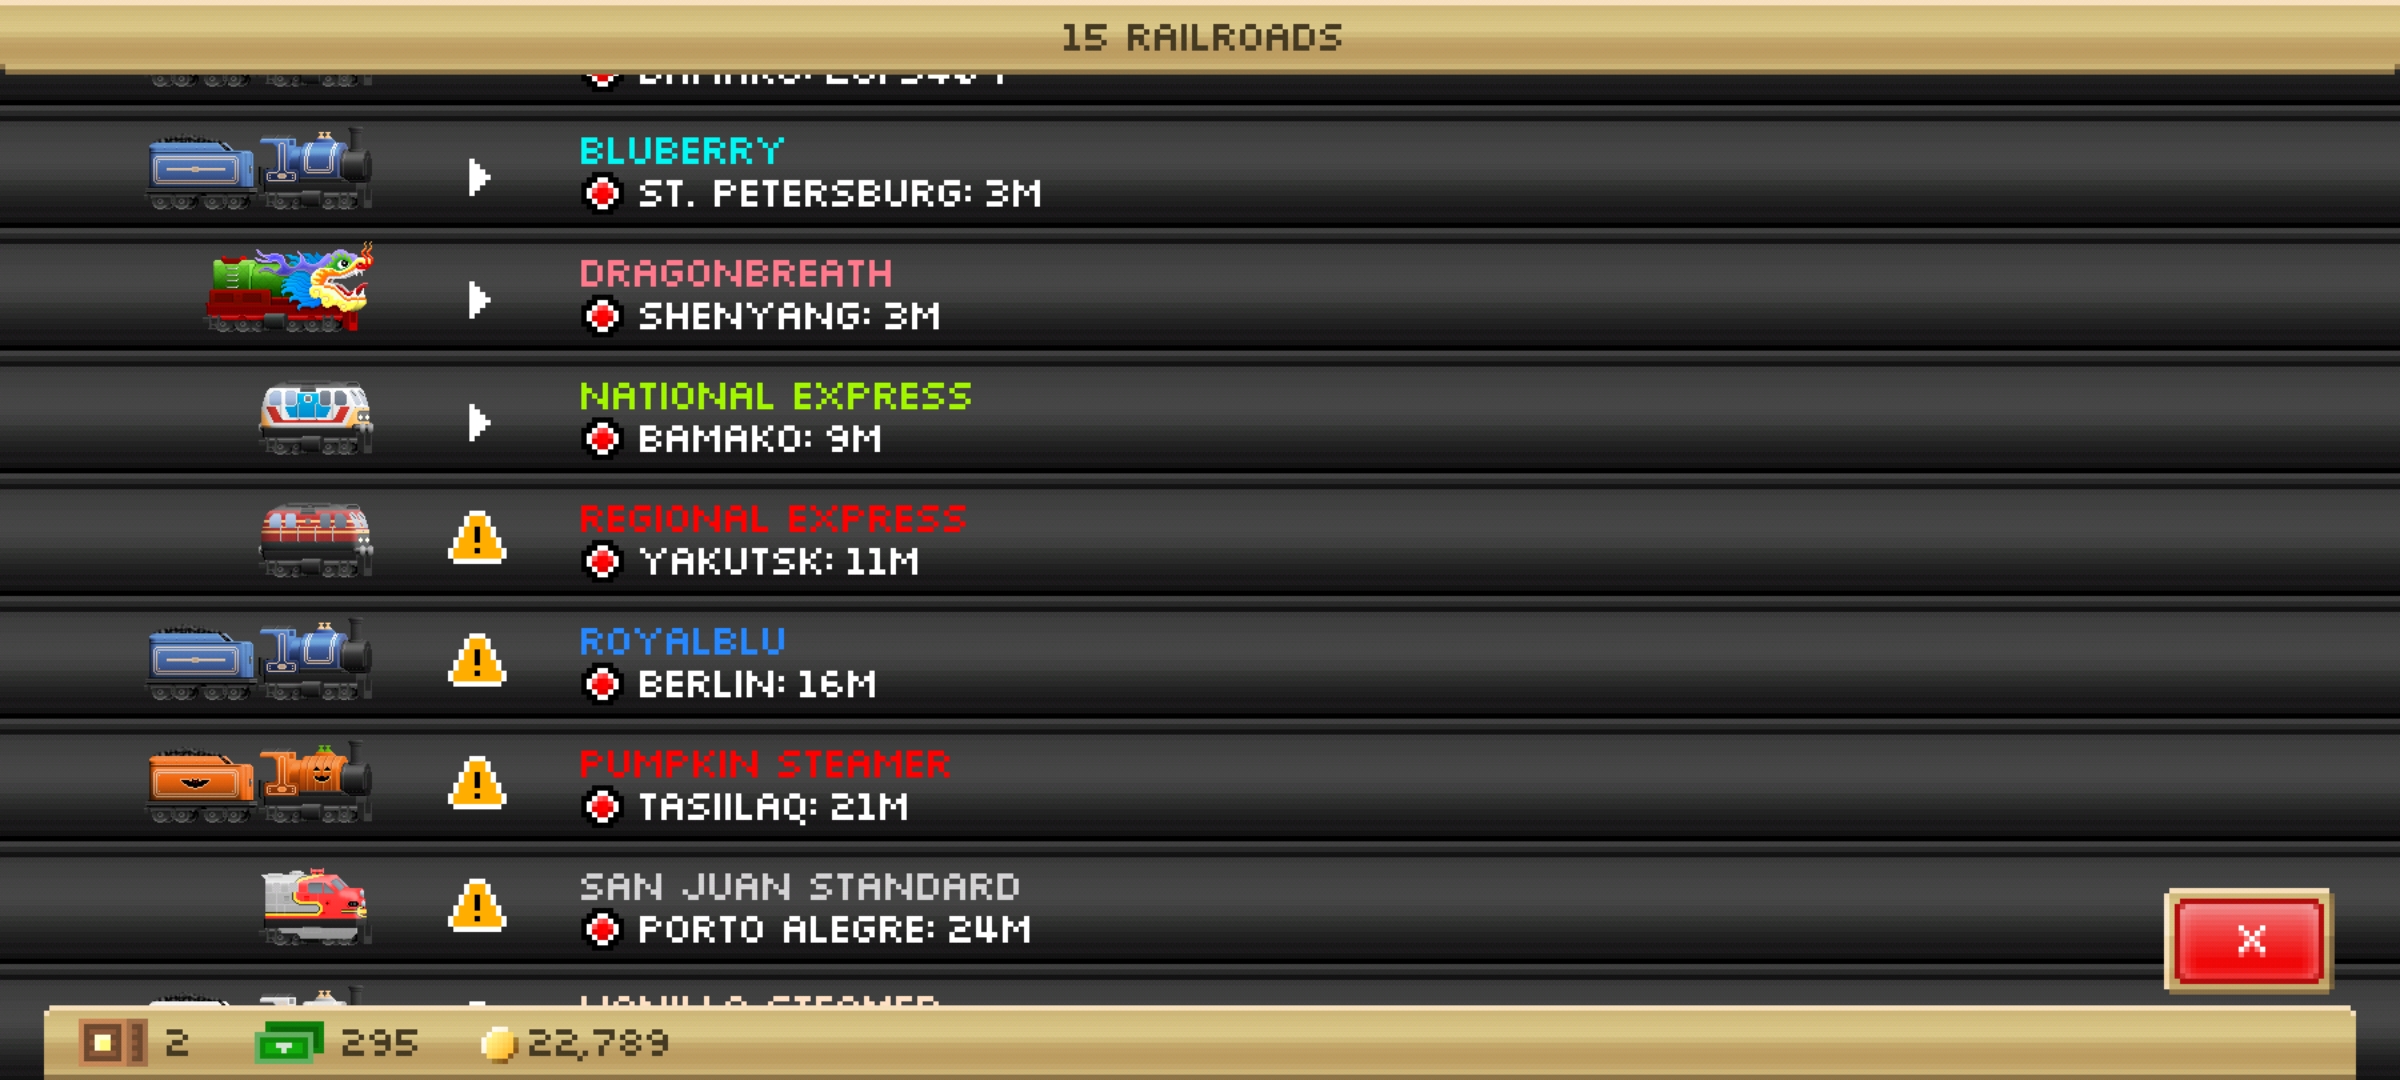 15 RAILROADS
BLUBERRY
ST. PETERSBURG: 3M
DRAGONBREATH
SHENYANG: 3M
NATIONAL EXPRESS
BAMAKO: 9M
REGIONAL EXPRESS
YAKUTSK: 11M
ROYALBLU
BERLIN: 16M
PUMPKIN STEAMER
TASIILAQ: 21M
SAN JUAN STANDARD
PORTO ALEGRE: 24M
X
2 295 22,789